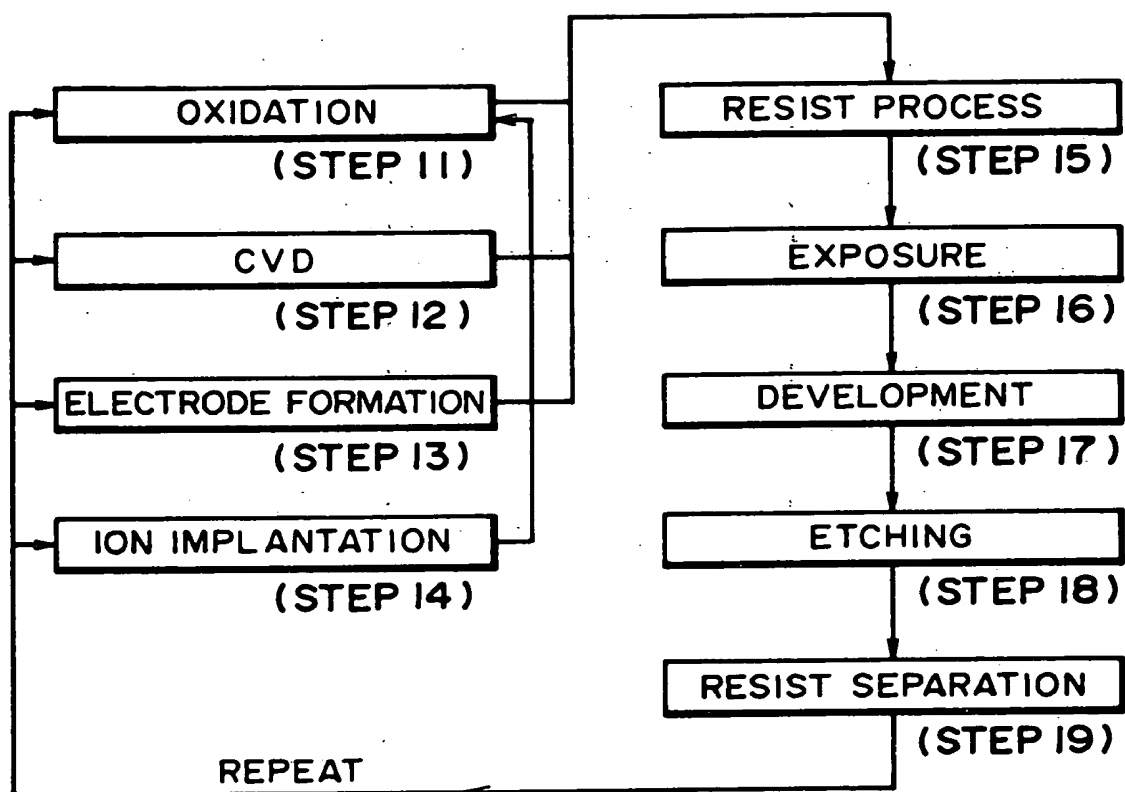 OXIDATION
(STEP 11)
CVD
(STEP 12)
ELECTRODE FORMATION
(STEP 13)
ION IMPLANTATION
(STEP 14)
RESIST PROCESS
(STEP 15)
EXPOSURE
(STEP 16)
DEVELOPMENT
(STEP 17)
ETCHING
(STEP 18)
RESIST SEPARATION
(STEP 19)
REPEAT